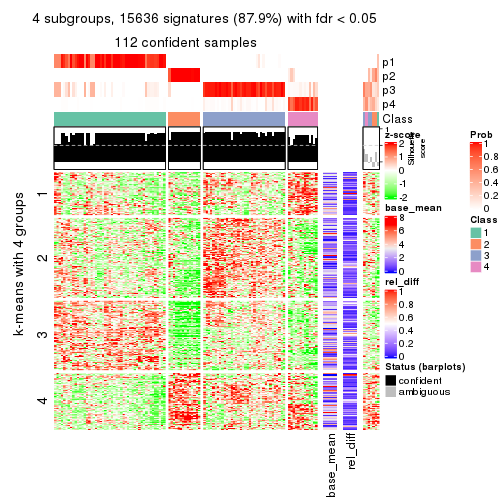 4 subgroups, 15636 signatures (87.9%) with fdr < 0.05
112 confident samples
p1
p2
p3
p4
Class
1
Silhouette
score
k-means with 4 groups
1
2
3
4
base_mean
rel_diff
z-score
2
1
0
-1
-2
base_mean
8
6
4
2
0
rel_diff
1
0.8
0.6
0.4
0.2
0
Status (barplots)
confident
ambiguous
Prob
1
0.8
0.6
0.4
0.2
0
Class
1
2
3
4